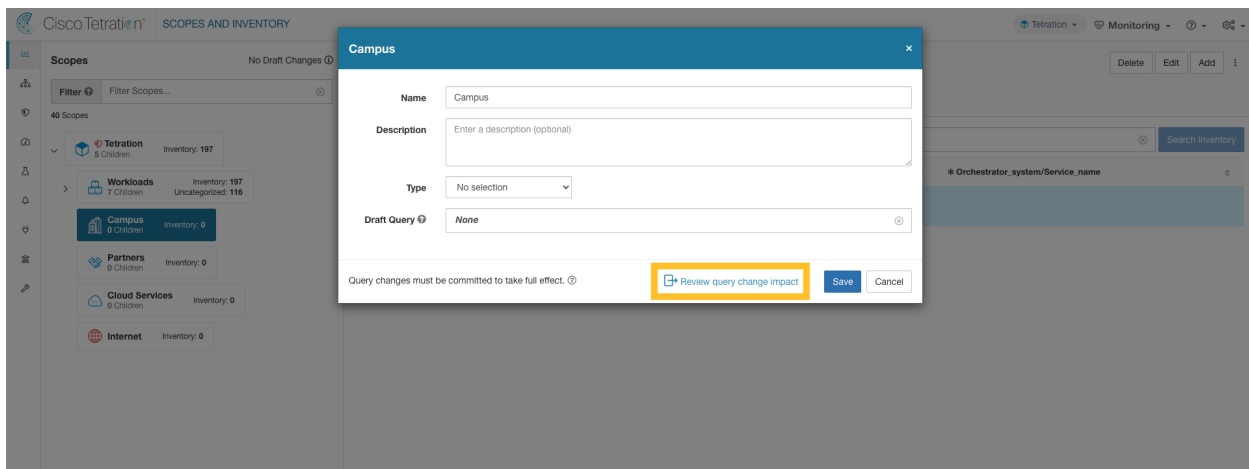 Cisco Tetration SCOPES AND INVENTORY
Tetration
Monitoring
Scopes
No Draft Changes
Filter
Filter Scopes...
40 Scopes
Tetration
5 Children
Inventory: 197
Workloads
7 Children
Inventory: 197
Uncategorized: 116
Campus
0 Children
Inventory: 0
Partners
0 Children
Inventory: 0
Cloud Services
0 Children
Inventory: 0
Internet
Inventory: 0
Campus
×
Name
Campus
Description
Enter a description (optional)
Type
No selection
Draft Query
None
Query changes must be committed to take full effect.
Review query change impact
Save
Cancel
Delete
Edit
Add
Search Inventory
Orchestrator_system/Service_name